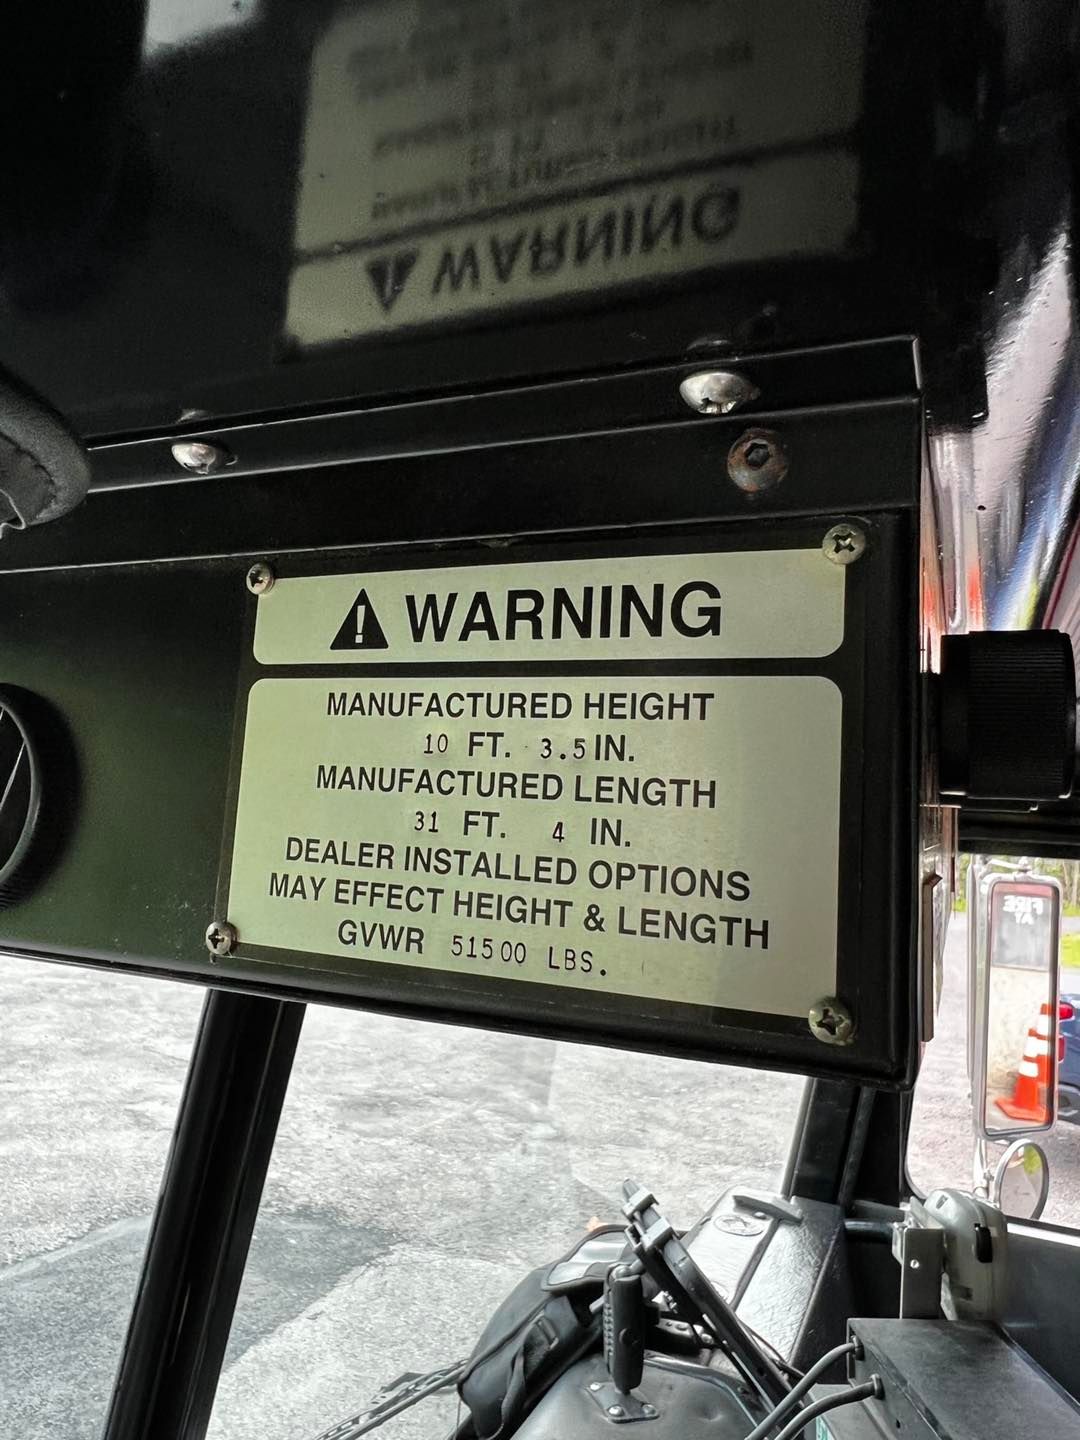 WARNING
MANUFACTURED HEIGHT
10 FT. 3.5 IN.
MANUFACTURED LENGTH
31 FT. 4 IN.
DEALER INSTALLED OPTIONS
MAY EFFECT HEIGHT & LENGTH
GVWR 51500 LBS.